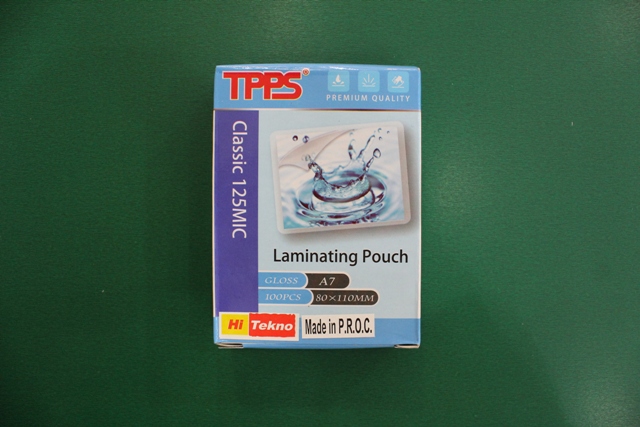 TPPS®
PREMIUM QUALITY
Classic 125MIC
Laminating Pouch
GLOSS A7
100PCS 80×110MM
Hi Tekno
Made in P.R.O.C.